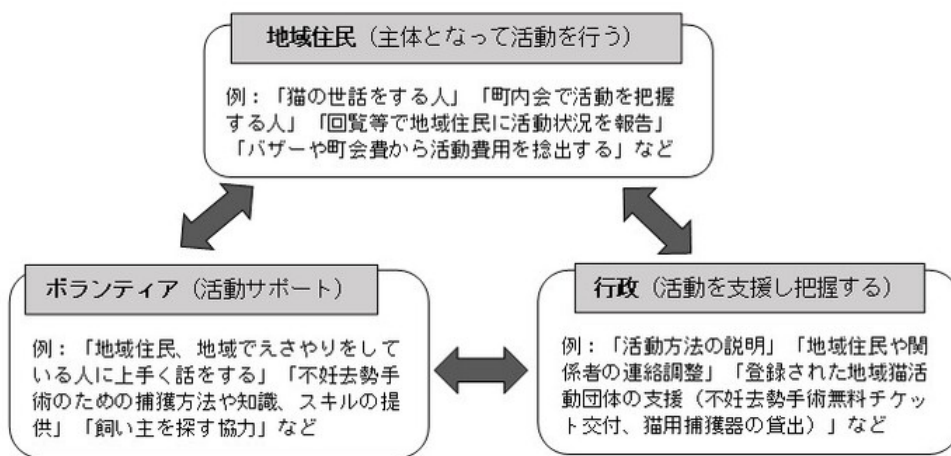 地域住民（主体となって活動を行う）
例：「猫の世話をする人」「町内会で活動を把握
する人」「回覧等で地域住民に活動状況を報告」
「バザーや町会費から活動費用を捻出する」など
ボランティア（活動サポート）
例：「地域住民、地域でえさやりをして
いる人に上手く話をする」「不妊去勢手
術のための捕獲方法や知識、スキルの提
供」「飼い主を探す協力」など
行政（活動を支援し把握する）
例：「活動方法の説明」「地域住民や関
係者の連絡調整」「登録された地域猫活
動団体の支援（不妊去勢手術無料チケッ
ト交付、猫用捕獲器の貸出）」など